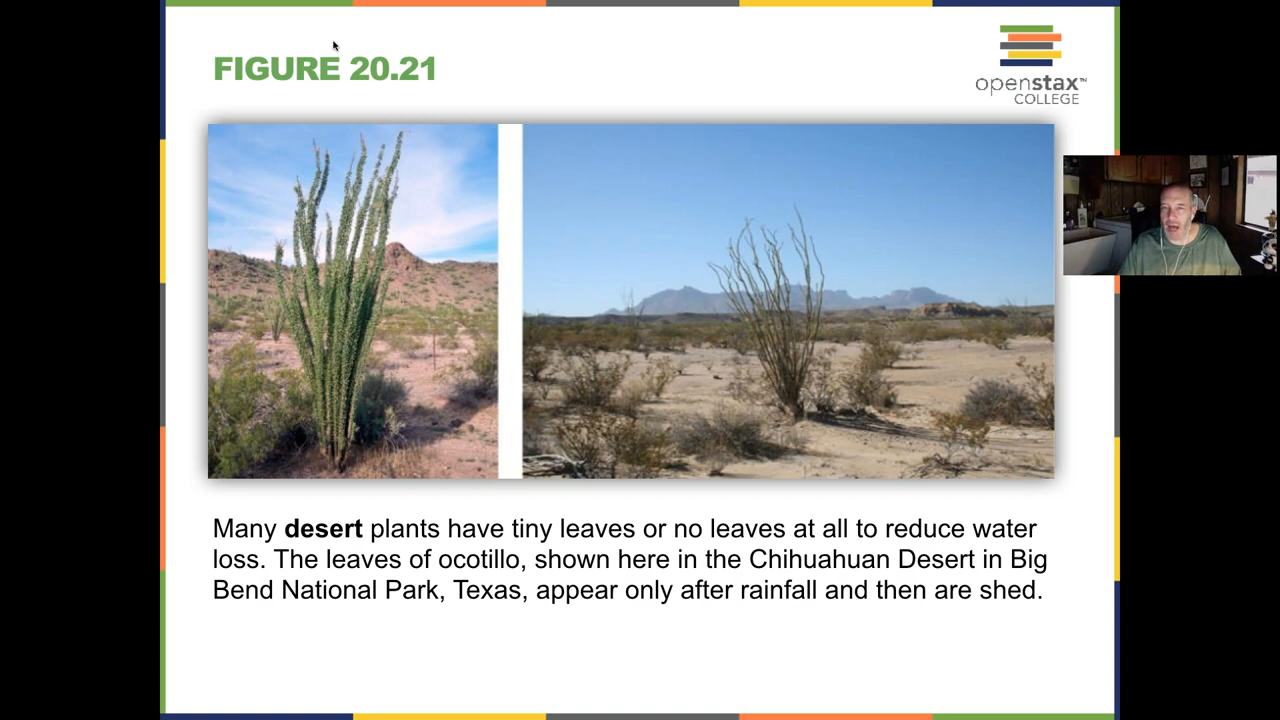 FIGURE 20.21
openstax™
COLLEGE
Many desert plants have tiny leaves or no leaves at all to reduce water
loss. The leaves of ocotillo, shown here in the Chihuahuan Desert in Big
Bend National Park, Texas, appear only after rainfall and then are shed.